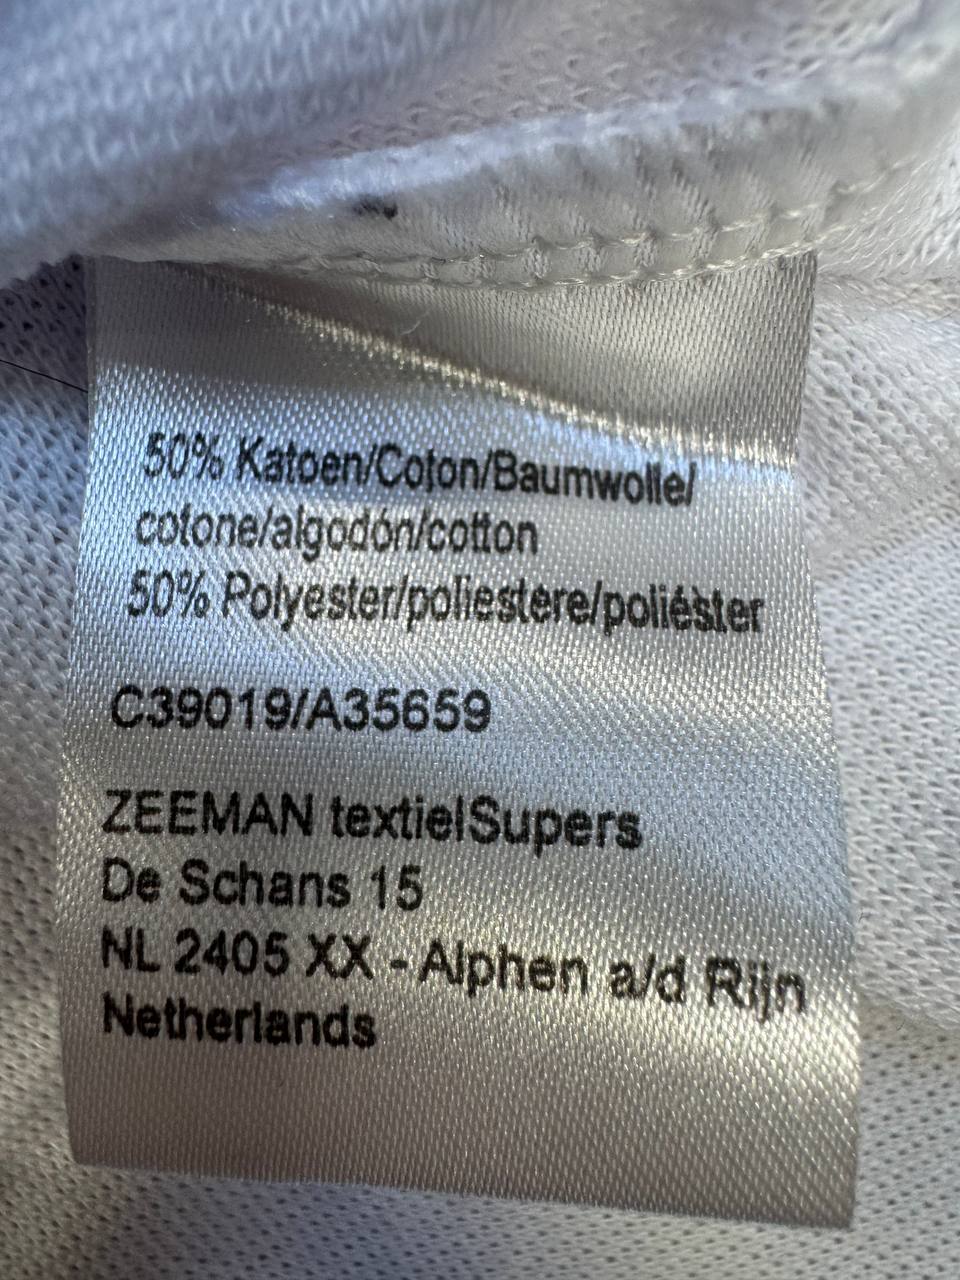 50% Katoen/Coton/Baumwolle/
cotone/algodón/cotton
50% Polyester/poliestere/poliéster
C39019/A35659
ZEEMAN textielSupers
De Schans 15
NL 2405 XX - Alphen a/d Rijn
Netherlands